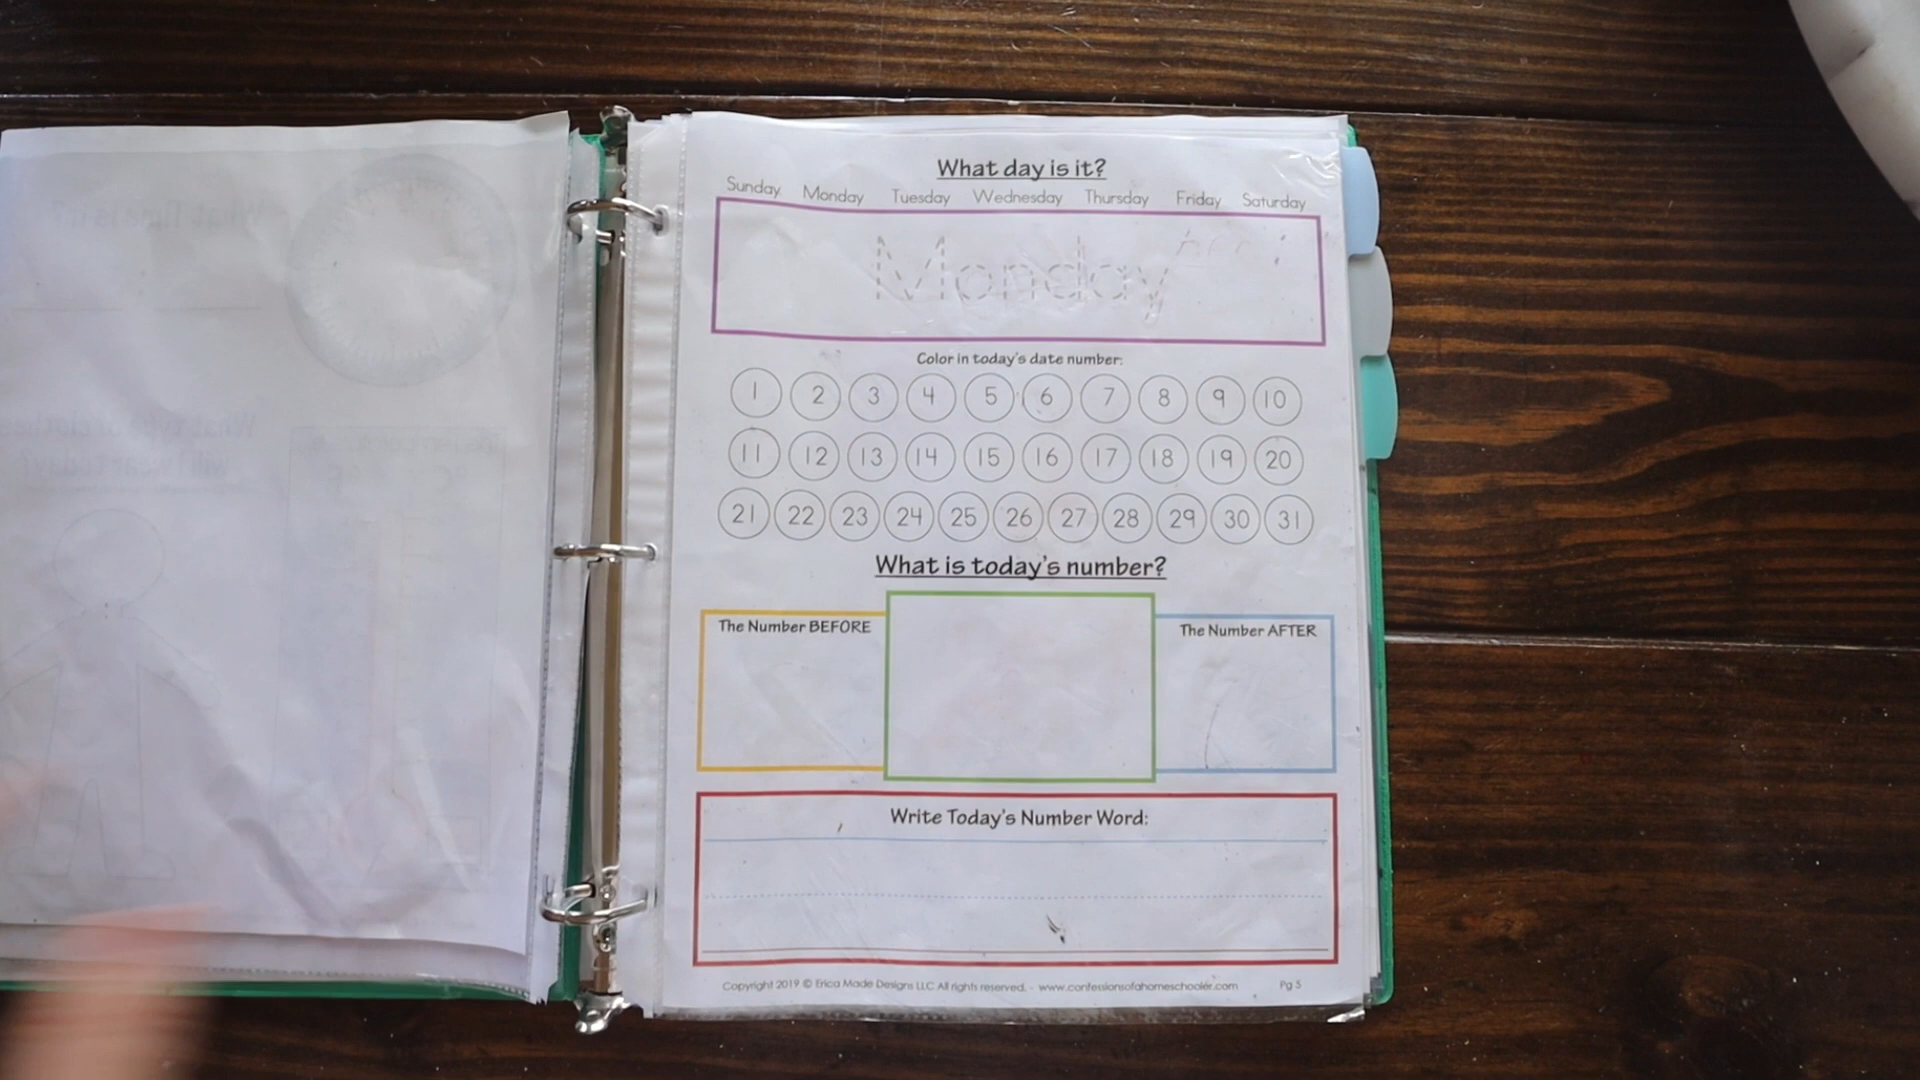 What day is it?
Sunday Monday Tuesday Wednesday Thursday Friday Saturday
Monday
Color in today's date number:
1 2 3 4 5 6 7 8 9 10
11 12 13 14 15 16 17 18 19 20
21 22 23 24 25 26 27 28 29 30 31
What is today's number?
The Number BEFORE
The Number AFTER
Write Today's Number Word:
Copyright 2019 © Erica Made Designs LLC All rights reserved. - www.confessionsofahomeschooler.com Pg 3